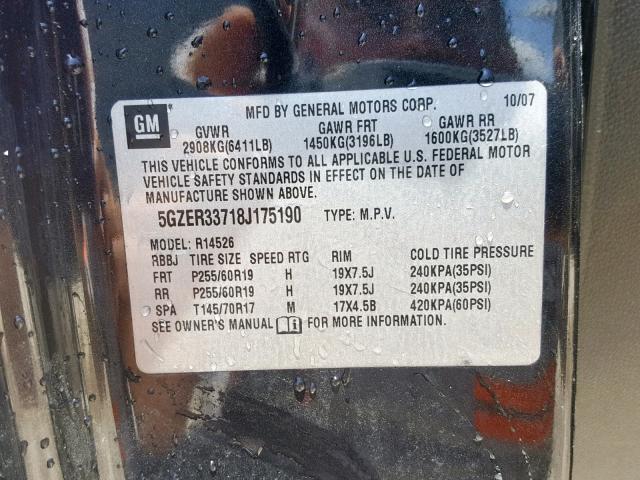 GM
MFD BY GENERAL MOTORS CORP. 10/07
GVWR GAWR FRT GAWR RR
2908KG(6411LB) 1450KG(3196LB) 1600KG(3527LB)
THIS VEHICLE CONFORMS TO ALL APPLICABLE U.S. FEDERAL MOTOR
VEHICLE SAFETY STANDARDS IN EFFECT ON THE DATE OF
MANUFACTURE SHOWN ABOVE.
5GZER33718J175190 TYPE: M.P.V.
MODEL: R14526
RBBJ TIRE SIZE SPEED RTG RIM COLD TIRE PRESSURE
FRT P255/60R19 H 19X7.5J 240KPA(35PSI)
RR P255/60R19 H 19X7.5J 240KPA(35PSI)
SPA T145/70R17 M 17X4.5B 420KPA(60PSI)
SEE OWNER'S MANUAL FOR MORE INFORMATION.